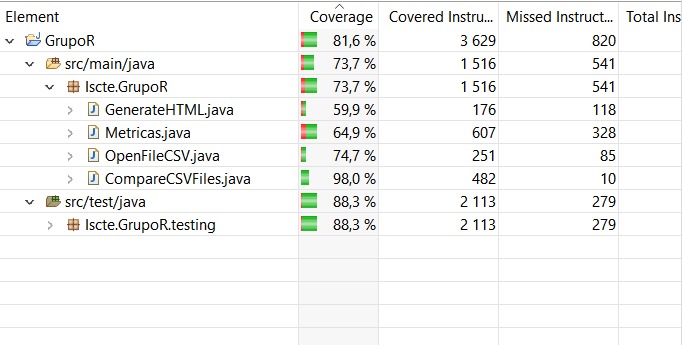 Element Coverage Covered Instru... Missed Instruct... Total Ins
GrupoR 81,6 % 3 629 820
src/main/java 73,7 % 1 516 541
Iscte.GrupoR 73,7 % 1 516 541
GenerateHTML.java 59,9 % 176 118
Metricas.java 64,9 % 607 328
OpenFileCSV.java 74,7 % 251 85
CompareCSVFiles.java 98,0 % 482 10
src/test/java 88,3 % 2 113 279
Iscte.GrupoR.testing 88,3 % 2 113 279